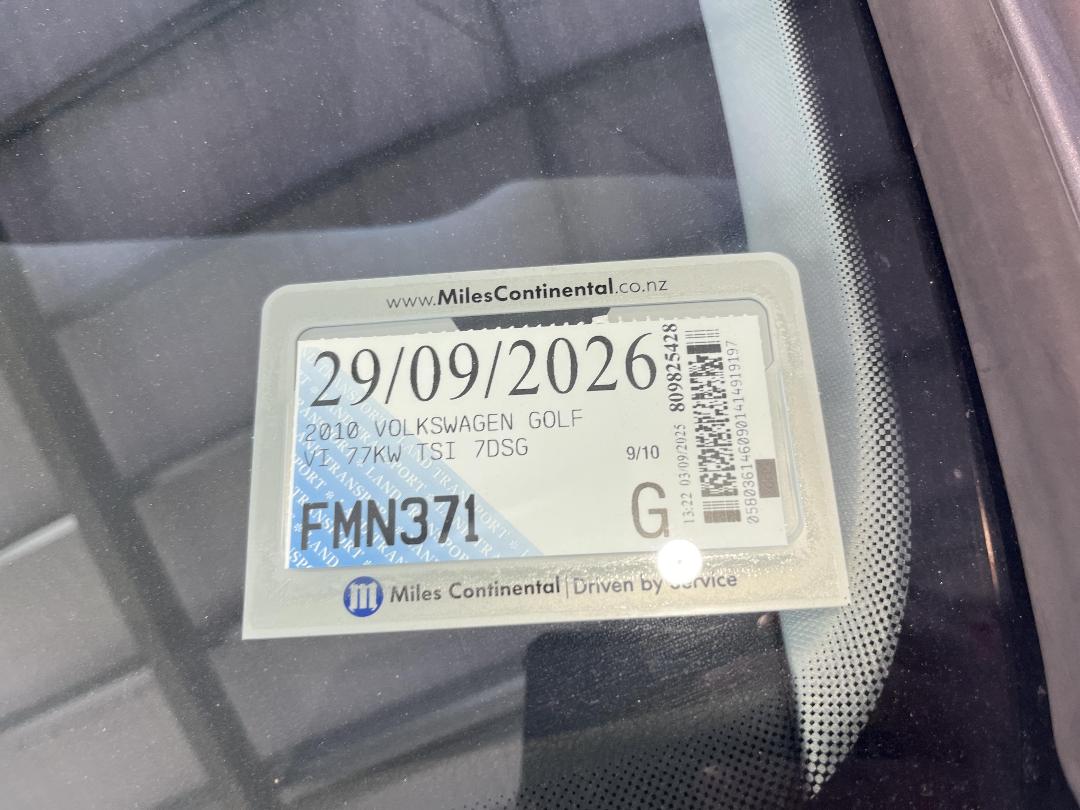 www.MilesContinental.co.nz
29/09/2026
2010 VOLKSWAGEN GOLF
VI 77KW TSI 7DSG
9/10
FMN371
G
13:22 03/09/2025 809825428
0580361460901414919197
m Miles Continental | Driven by Service